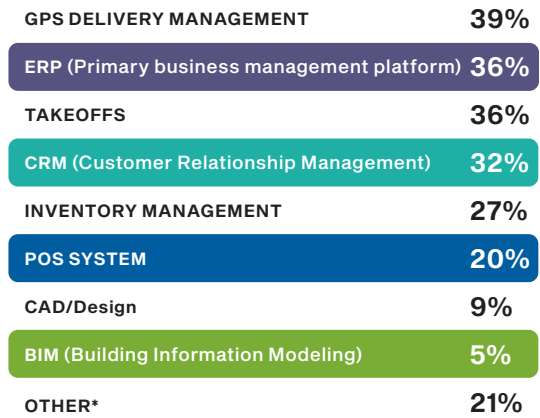 GPS DELIVERY MANAGEMENT 39%
ERP (Primary business management platform) 36%
TAKEOFFS 36%
CRM (Customer Relationship Management) 32%
INVENTORY MANAGEMENT 27%
POS SYSTEM 20%
CAD/Design 9%
BIM (Building Information Modeling) 5%
OTHER* 21%